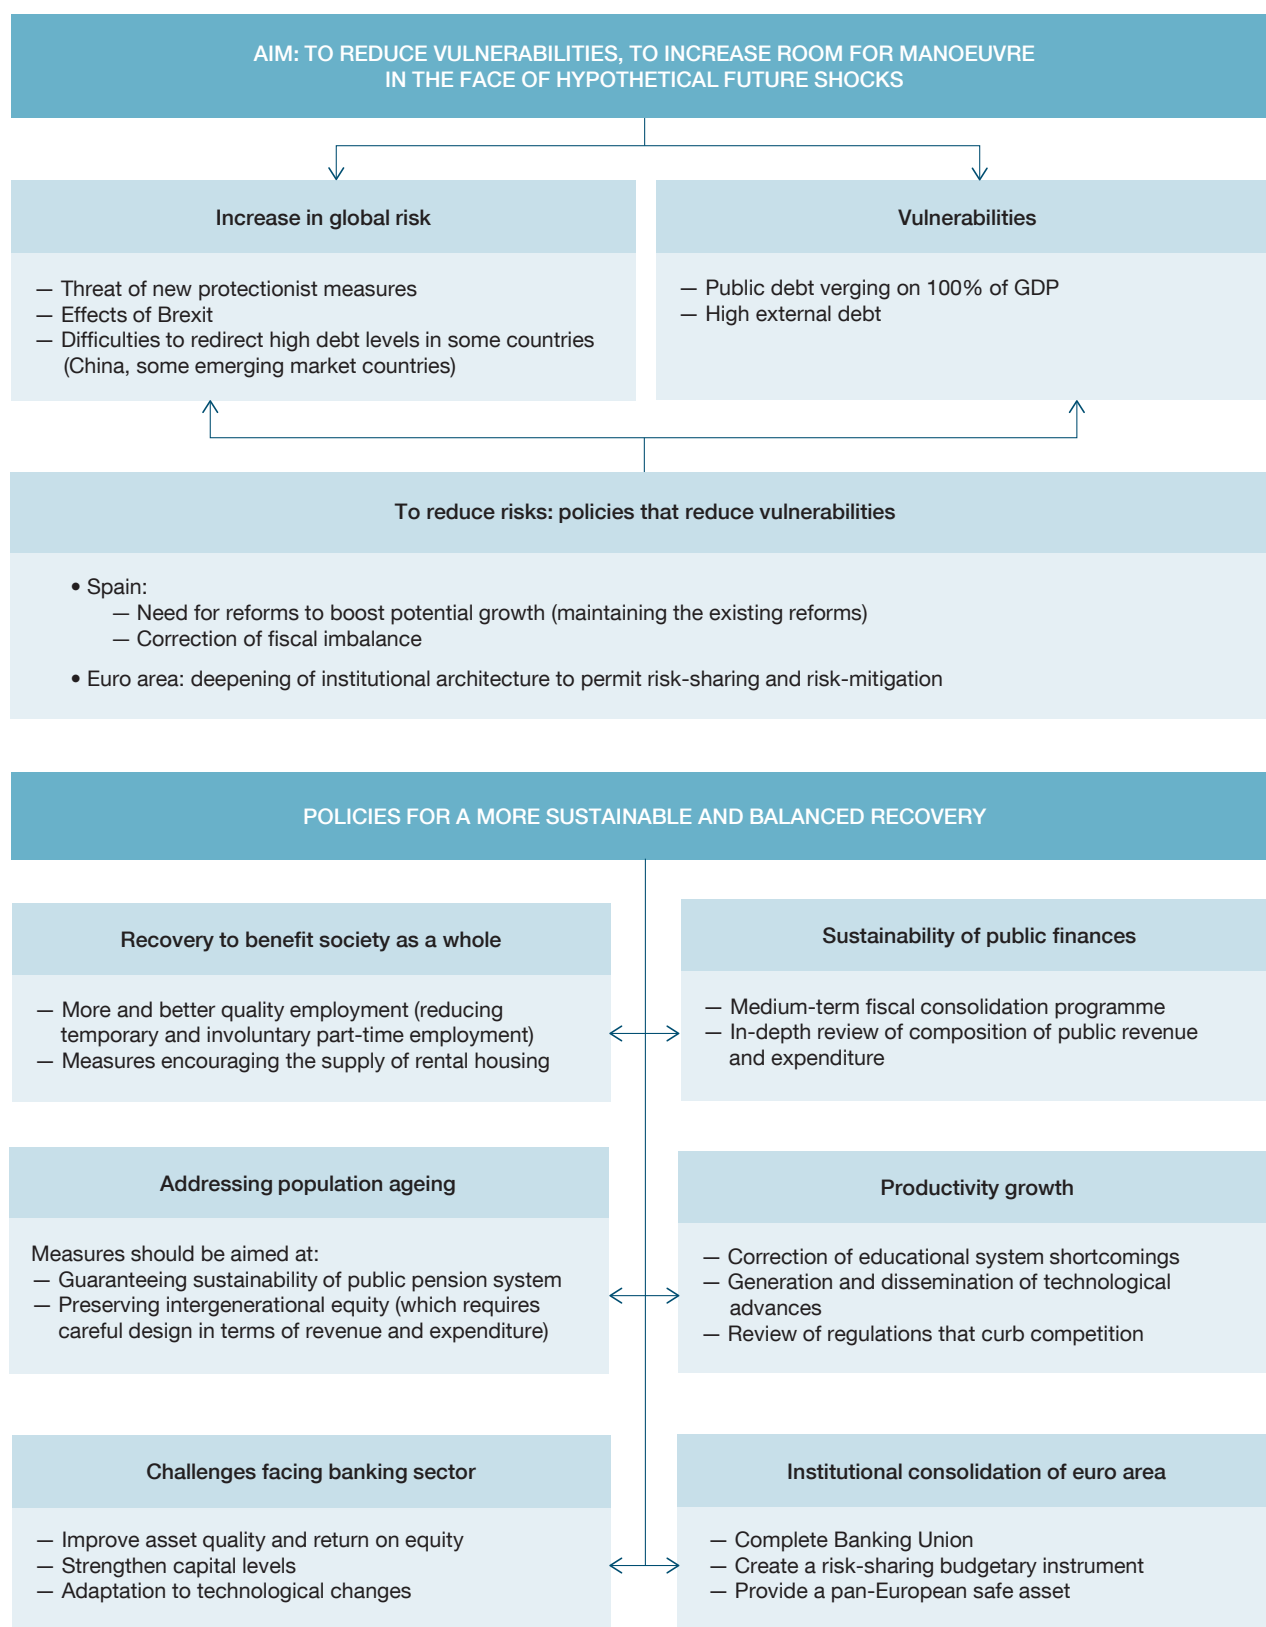 AIM: TO REDUCE VULNERABILITIES, TO INCREASE ROOM FOR MANOEUVRE
IN THE FACE OF HYPOTHETICAL FUTURE SHOCKS
Increase in global risk
— Threat of new protectionist measures
— Effects of Brexit
— Difficulties to redirect high debt levels in some countries
(China, some emerging market countries)
Vulnerabilities
— Public debt verging on 100% of GDP
— High external debt
To reduce risks: policies that reduce vulnerabilities
• Spain:
— Need for reforms to boost potential growth (maintaining the existing reforms)
— Correction of fiscal imbalance
• Euro area: deepening of institutional architecture to permit risk-sharing and risk-mitigation
POLICIES FOR A MORE SUSTAINABLE AND BALANCED RECOVERY
Recovery to benefit society as a whole
— More and better quality employment (reducing
temporary and involuntary part-time employment)
— Measures encouraging the supply of rental housing
Sustainability of public finances
— Medium-term fiscal consolidation programme
— In-depth review of composition of public revenue
and expenditure
Addressing population ageing
Measures should be aimed at:
— Guaranteeing sustainability of public pension system
— Preserving intergenerational equity (which requires
careful design in terms of revenue and expenditure)
Productivity growth
— Correction of educational system shortcomings
— Generation and dissemination of technological
advances
— Review of regulations that curb competition
Challenges facing banking sector
— Improve asset quality and return on equity
— Strengthen capital levels
— Adaptation to technological changes
Institutional consolidation of euro area
— Complete Banking Union
— Create a risk-sharing budgetary instrument
— Provide a pan-European safe asset